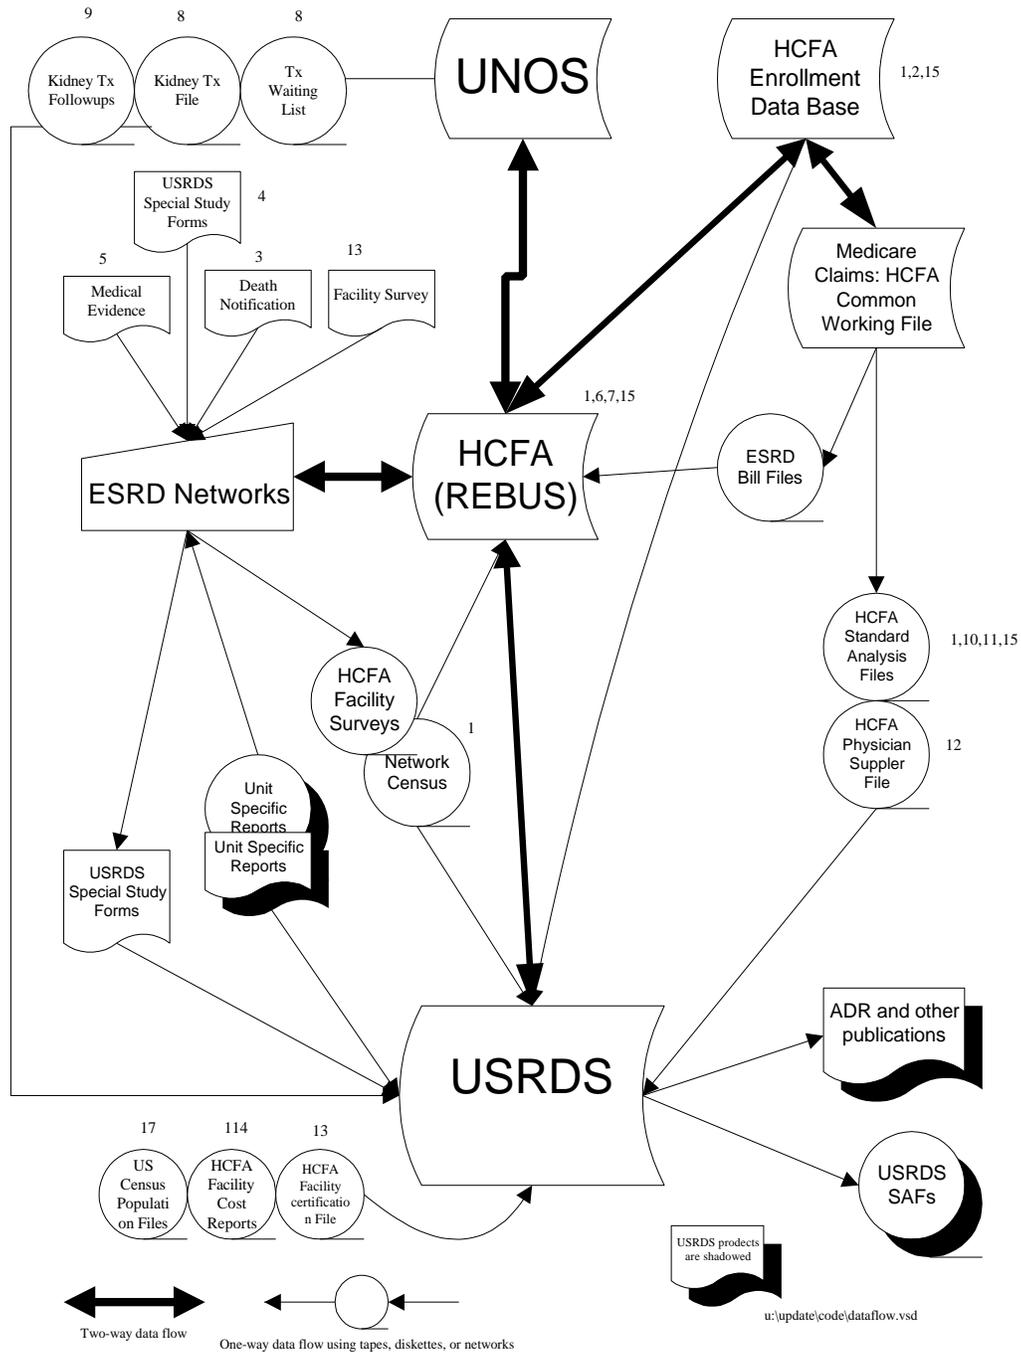 9
8
8
Kidney Tx
Followups
Kidney Tx
File
Tx
Waiting
List
UNOS
HCFA
Enrollment
Data Base
1,2,15
USRDS
Special Study
Forms
4
5
Medical
Evidence
3
Death
Notification
13
Facility Survey
Medicare
Claims: HCFA
Common
Working File
1,6,7,15
HCFA
(REBUS)
ESRD
Bill Files
ESRD Networks
HCFA
Standard
Analysis
Files
1,10,11,15
HCFA
Facility
Surveys
1
Network
Census
HCFA
Physician
Suppler
File
12
Unit
Specific
Reports
Unit Specific
Reports
USRDS
Special Study
Forms
ADR and other
publications
USRDS
17
114
13
US
Census
Populati
on Files
HCFA
Facility
Cost
Reports
HCFA
Facility
certificatio
n File
USRDS
SAFs
USRDS prodects
are shadowed
u:\update\code\dataflow.vsd
Two-way data flow
One-way data flow using tapes, diskettes, or networks